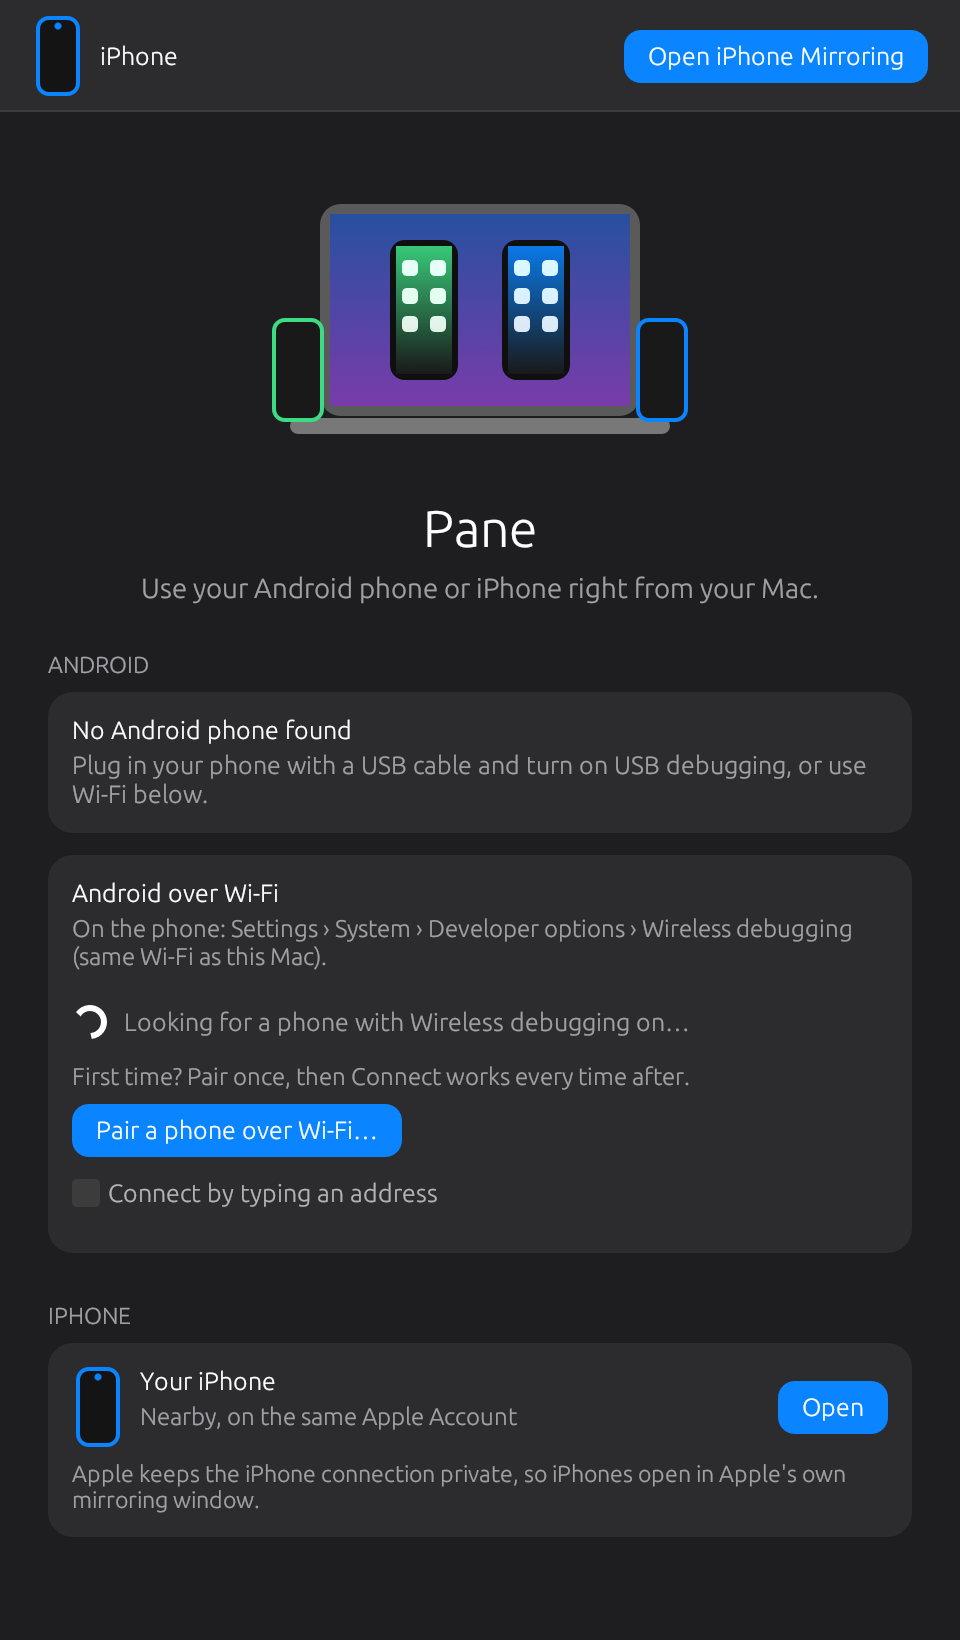 iPhone
Open iPhone Mirroring
Pane
Use your Android phone or iPhone right from your Mac.
ANDROID
No Android phone found
Plug in your phone with a USB cable and turn on USB debugging, or use
Wi-Fi below.
Android over Wi-Fi
On the phone: Settings › System › Developer options › Wireless debugging
(same Wi-Fi as this Mac).
Looking for a phone with Wireless debugging on…
First time? Pair once, then Connect works every time after.
Pair a phone over Wi-Fi…
Connect by typing an address
IPHONE
Your iPhone
Nearby, on the same Apple Account
Open
Apple keeps the iPhone connection private, so iPhones open in Apple's own
mirroring window.